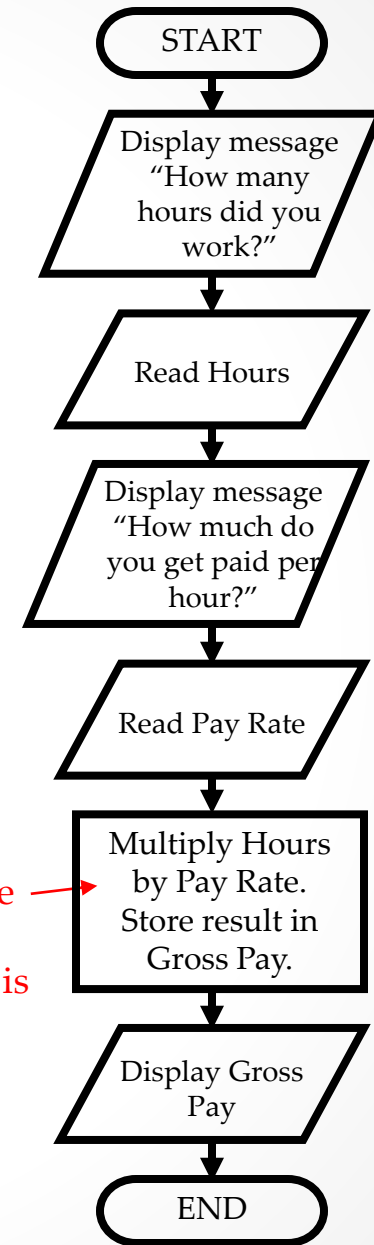 START
Display message
“How many
hours did you
work?”
Read Hours
Display message
“How much do
you get paid per
hour?”
Read Pay Rate
Multiply Hours
by Pay Rate.
Store result in
Gross Pay.
is
Display Gross
Pay
END